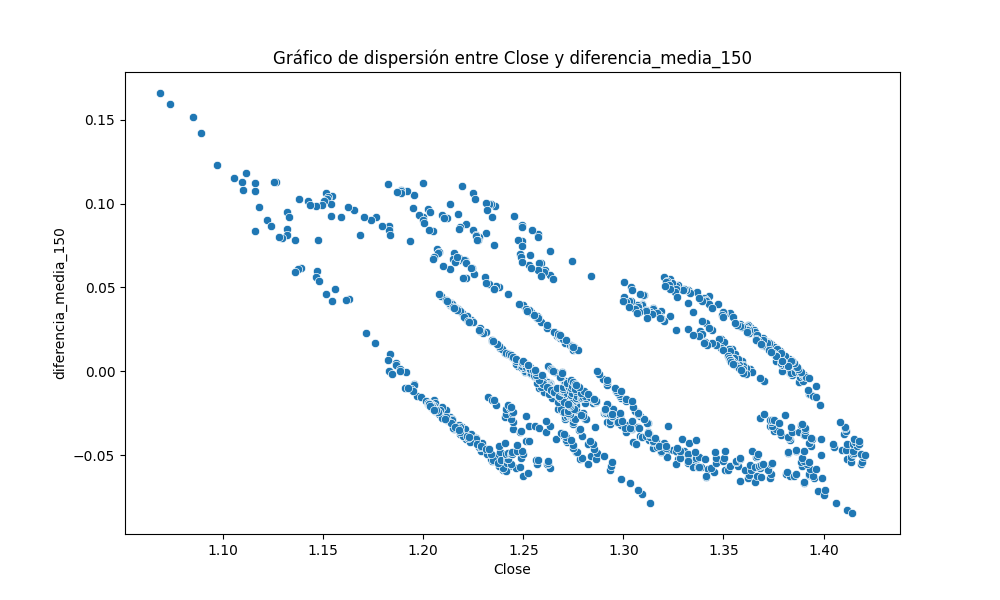 Gráfico de dispersión entre Close y diferencia_media_150
diferencia_media_150
0.15
0.10
0.05
0.00
−0.05
1.10 1.15 1.20 1.25 1.30 1.35 1.40
Close